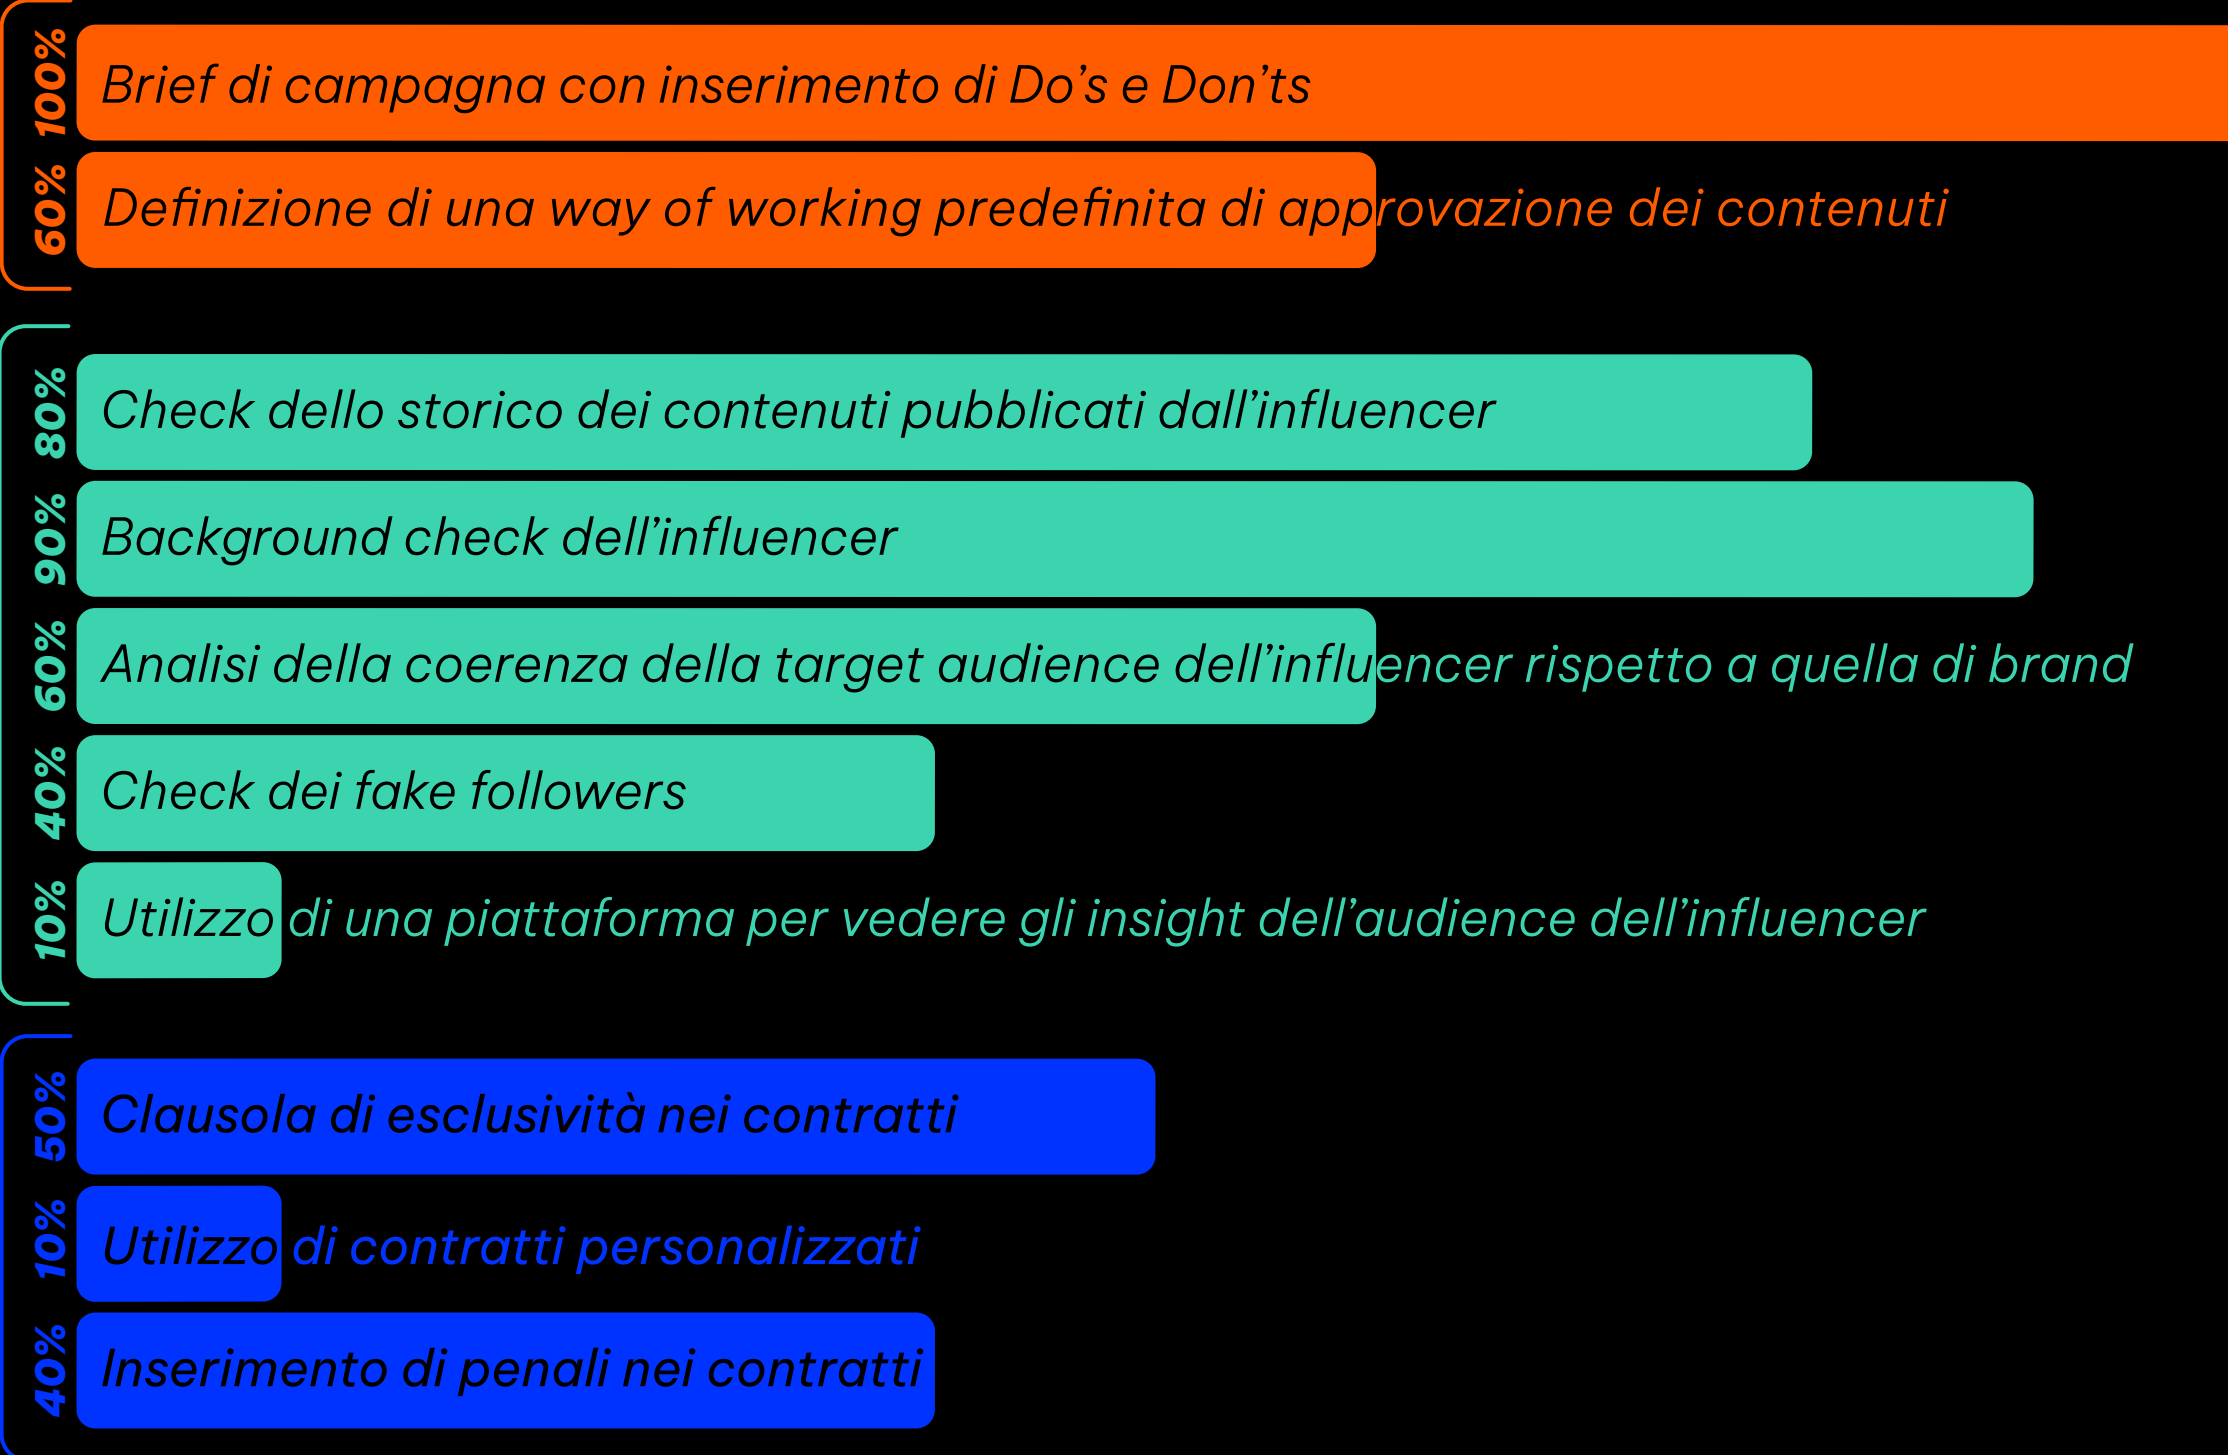 100%
Brief di campagna con inserimento di Do’s e Don’ts
60%
Definizione di una way of working predefinita di approvazione dei contenuti
80%
Check dello storico dei contenuti pubblicati dall’influencer
90%
Background check dell’influencer
60%
Analisi della coerenza della target audience dell’influencer rispetto a quella di brand
40%
Check dei fake followers
10%
Utilizzo di una piattaforma per vedere gli insight dell’audience dell’influencer
50%
Clausola di esclusività nei contratti
10%
Utilizzo di contratti personalizzati
40%
Inserimento di penali nei contratti